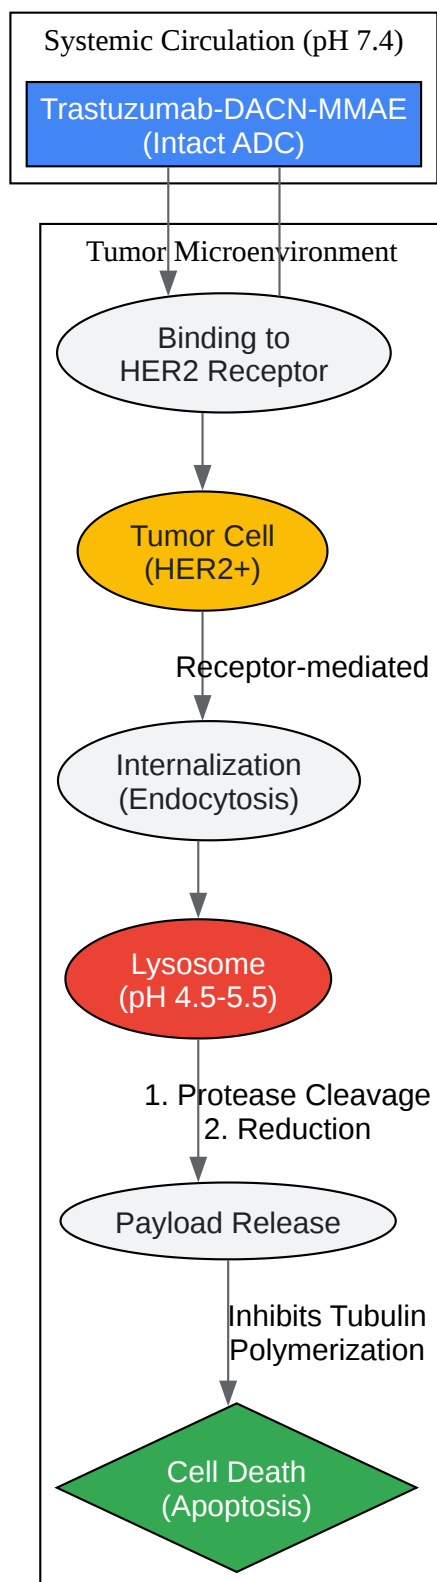 Systemic Circulation (pH 7.4)
Trastuzumab-DACN-MMAE
(Intact ADC)
Tumor Microenvironment
Binding to
HER2 Receptor
Tumor Cell
(HER2+)
Receptor-mediated
Internalization
(Endocytosis)
Lysosome
(pH 4.5-5.5)
1. Protease Cleavage
2. Reduction
Payload Release
Inhibits Tubulin
Polymerization
Cell Death
(Apoptosis)